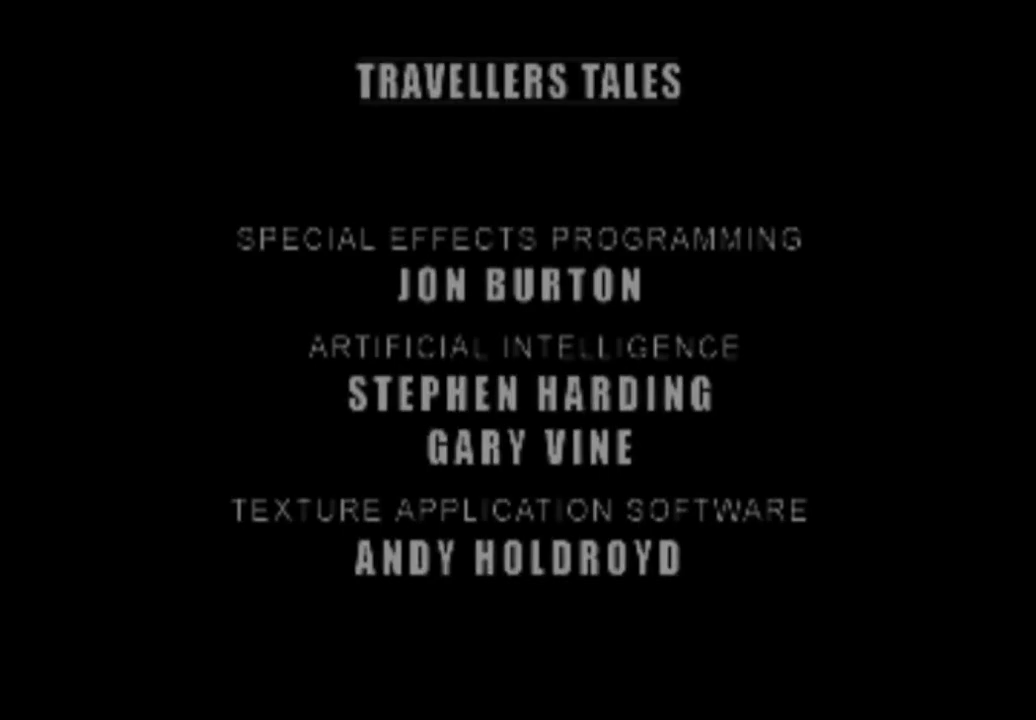 TRAVELLERS TALES
SPECIAL EFFECTS PROGRAMMING
JON BURTON
ARTIFICIAL INTELLIGENCE
STEPHEN HARDING
GARY VINE
TEXTURE APPLICATION SOFTWARE
ANDY HOLDROYD